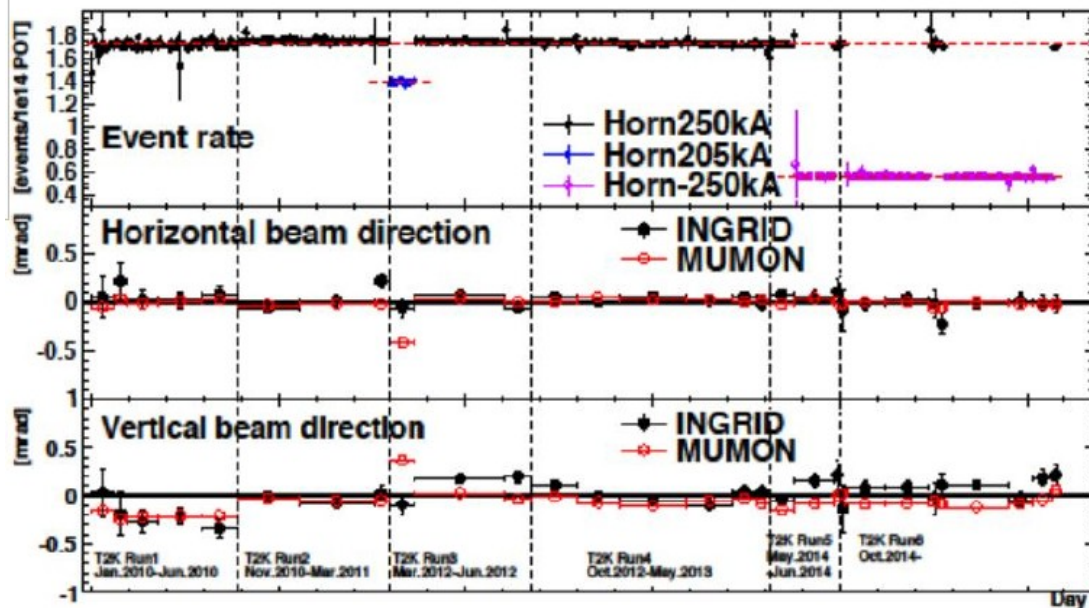 [events/1e14 POT]
1.8
1.6
1.4
1.2
1
0.8
0.6
0.4
Event rate
Horn250kA
Horn205kA
Horn-250kA
[mrad]
0.5
0
-0.5
1
Horizontal beam direction
INGRID
MUMON
[mrad]
0.5
0
-0.5
-1
Vertical beam direction
INGRID
MUMON
T2K Run1
Jan.2010-Jun.2010
T2K Run2
Nov.2010-Mar.2011
T2K Run3
Mar.2012-Jun.2012
T2K Run4
Oct.2012-May.2013
T2K Run5
May.2014
-Jun.2014
T2K Run6
Oct.2014-